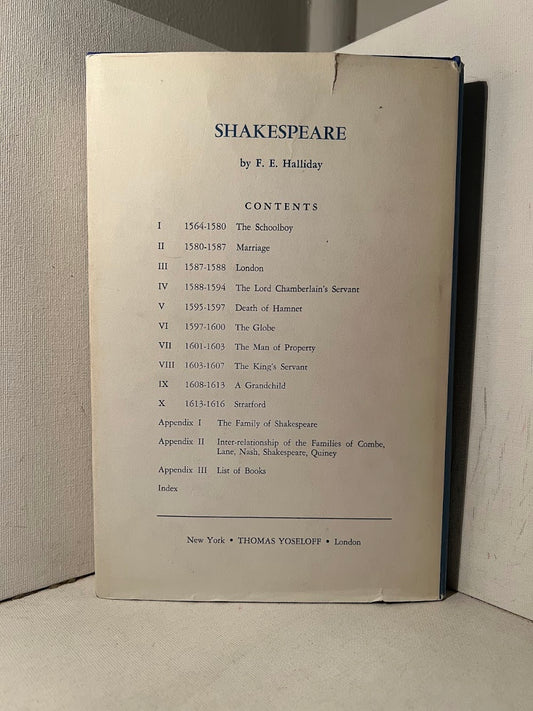 SHAKESPEARE
by F. E. Halliday
CONTENTS
I 1564-1580 The Schoolboy
II 1580-1587 Marriage
III 1587-1588 London
IV 1588-1594 The Lord Chamberlain's Servant
V 1595-1597 Death of Hamnet
VI 1597-1600 The Globe
VII 1601-1603 The Man of Property
VIII 1603-1607 The King's Servant
IX 1608-1613 A Grandchild
X 1613-1616 Stratford
Appendix I The Family of Shakespeare
Appendix II Inter-relationship of the Families of Combe,
Lane, Nash, Shakespeare, Quiney
Appendix III List of Books
Index
New York • THOMAS YOSELOFF • London